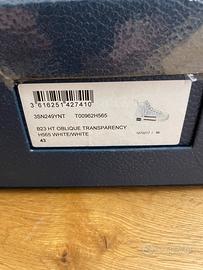 3 616251 427410
3SN249YNT T00962H565
B23 HT OBLIQUE TRANSPARENCY
H565 WHITE/WHITE
43